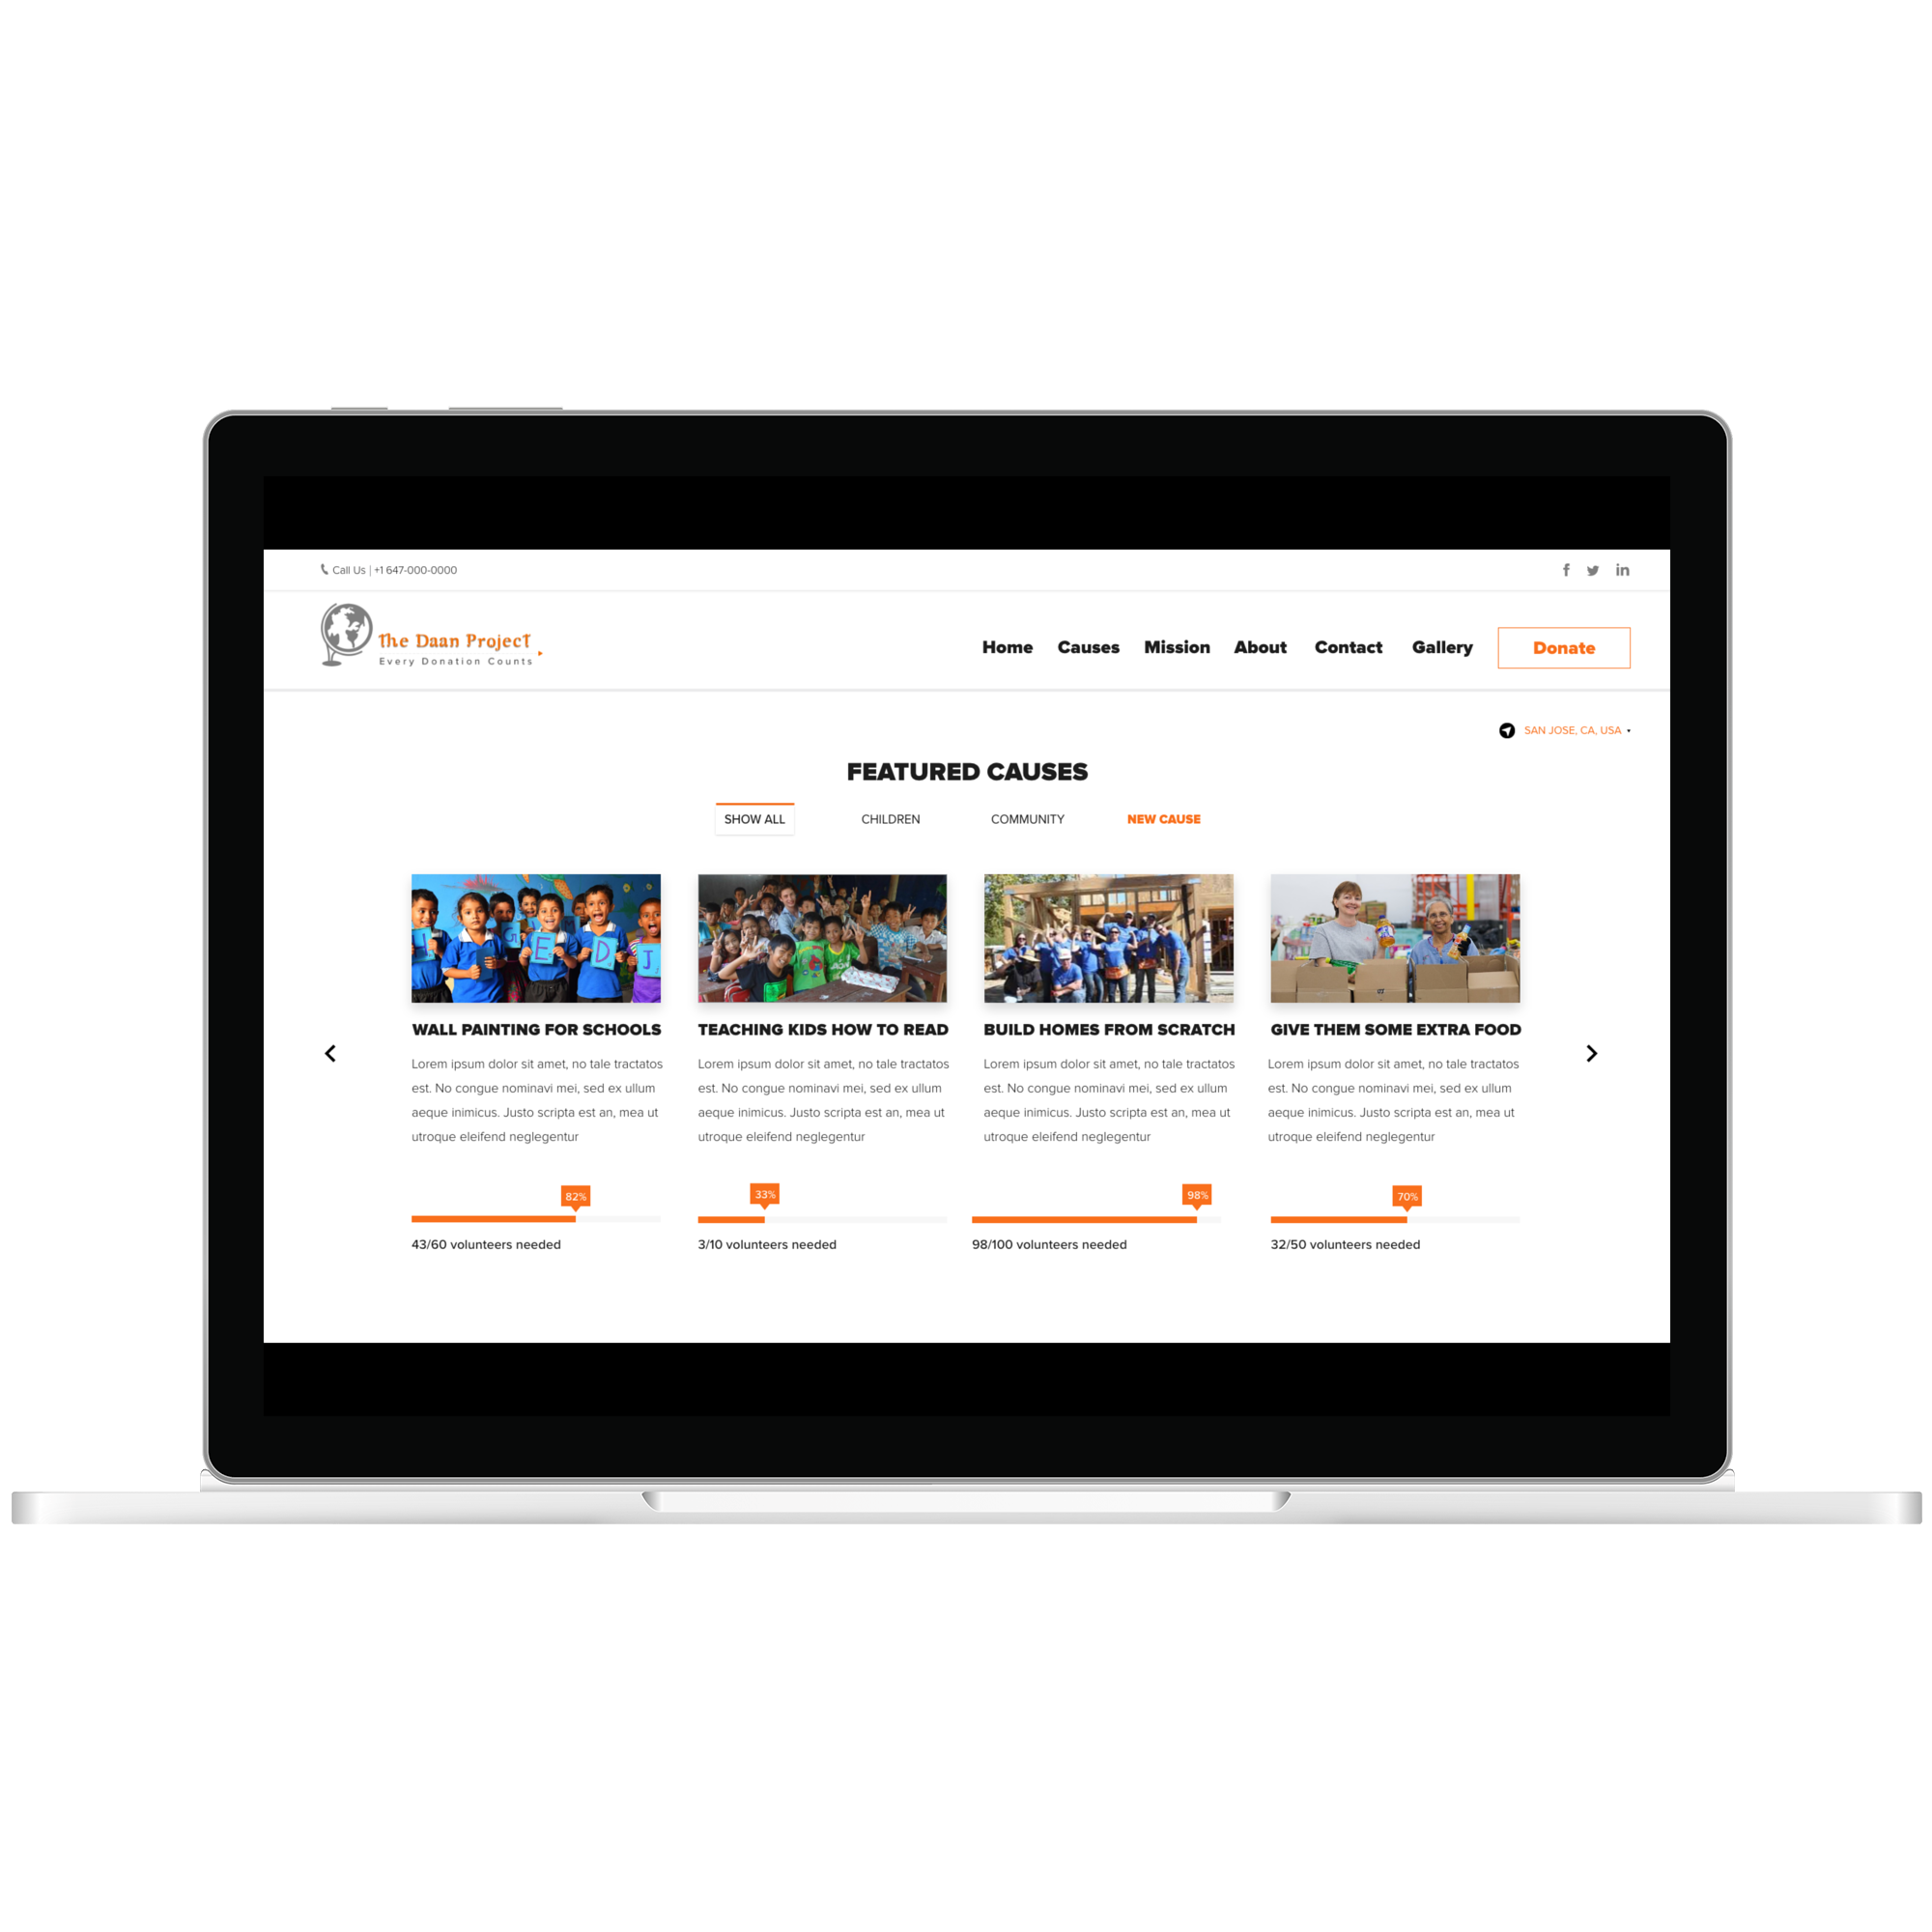 Call Us | +1 647-000-0000
f in
The Daan Project
Every Donation Counts
Home Causes Mission About Contact Gallery Donate
SAN JOSE, CA, USA
FEATURED CAUSES
SHOW ALL CHILDREN COMMUNITY NEW CAUSE
I G E D J
WALL PAINTING FOR SCHOOLS
Lorem ipsum dolor sit amet, no tale tractatos
est. No congue nominavi mei, sed ex ullum
aeque inimicus. Justo scripta est an, mea ut
utroque eleifend neglegentur
82%
43/60 volunteers needed
TEACHING KIDS HOW TO READ
Lorem ipsum dolor sit amet, no tale tractatos
est. No congue nominavi mei, sed ex ullum
aeque inimicus. Justo scripta est an, mea ut
utroque eleifend neglegentur
33%
3/10 volunteers needed
BUILD HOMES FROM SCRATCH
Lorem ipsum dolor sit amet, no tale tractatos
est. No congue nominavi mei, sed ex ullum
aeque inimicus. Justo scripta est an, mea ut
utroque eleifend neglegentur
98%
98/100 volunteers needed
GIVE THEM SOME EXTRA FOOD
Lorem ipsum dolor sit amet, no tale tractatos
est. No congue nominavi mei, sed ex ullum
aeque inimicus. Justo scripta est an, mea ut
utroque eleifend neglegentur
70%
32/50 volunteers needed